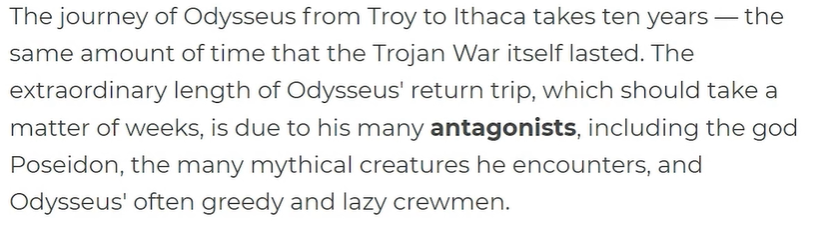 The journey of Odysseus from Troy to Ithaca takes ten years — the
same amount of time that the Trojan War itself lasted. The
extraordinary length of Odysseus' return trip, which should take a
matter of weeks, is due to his many antagonists, including the god
Poseidon, the many mythical creatures he encounters, and
Odysseus' often greedy and lazy crewmen.